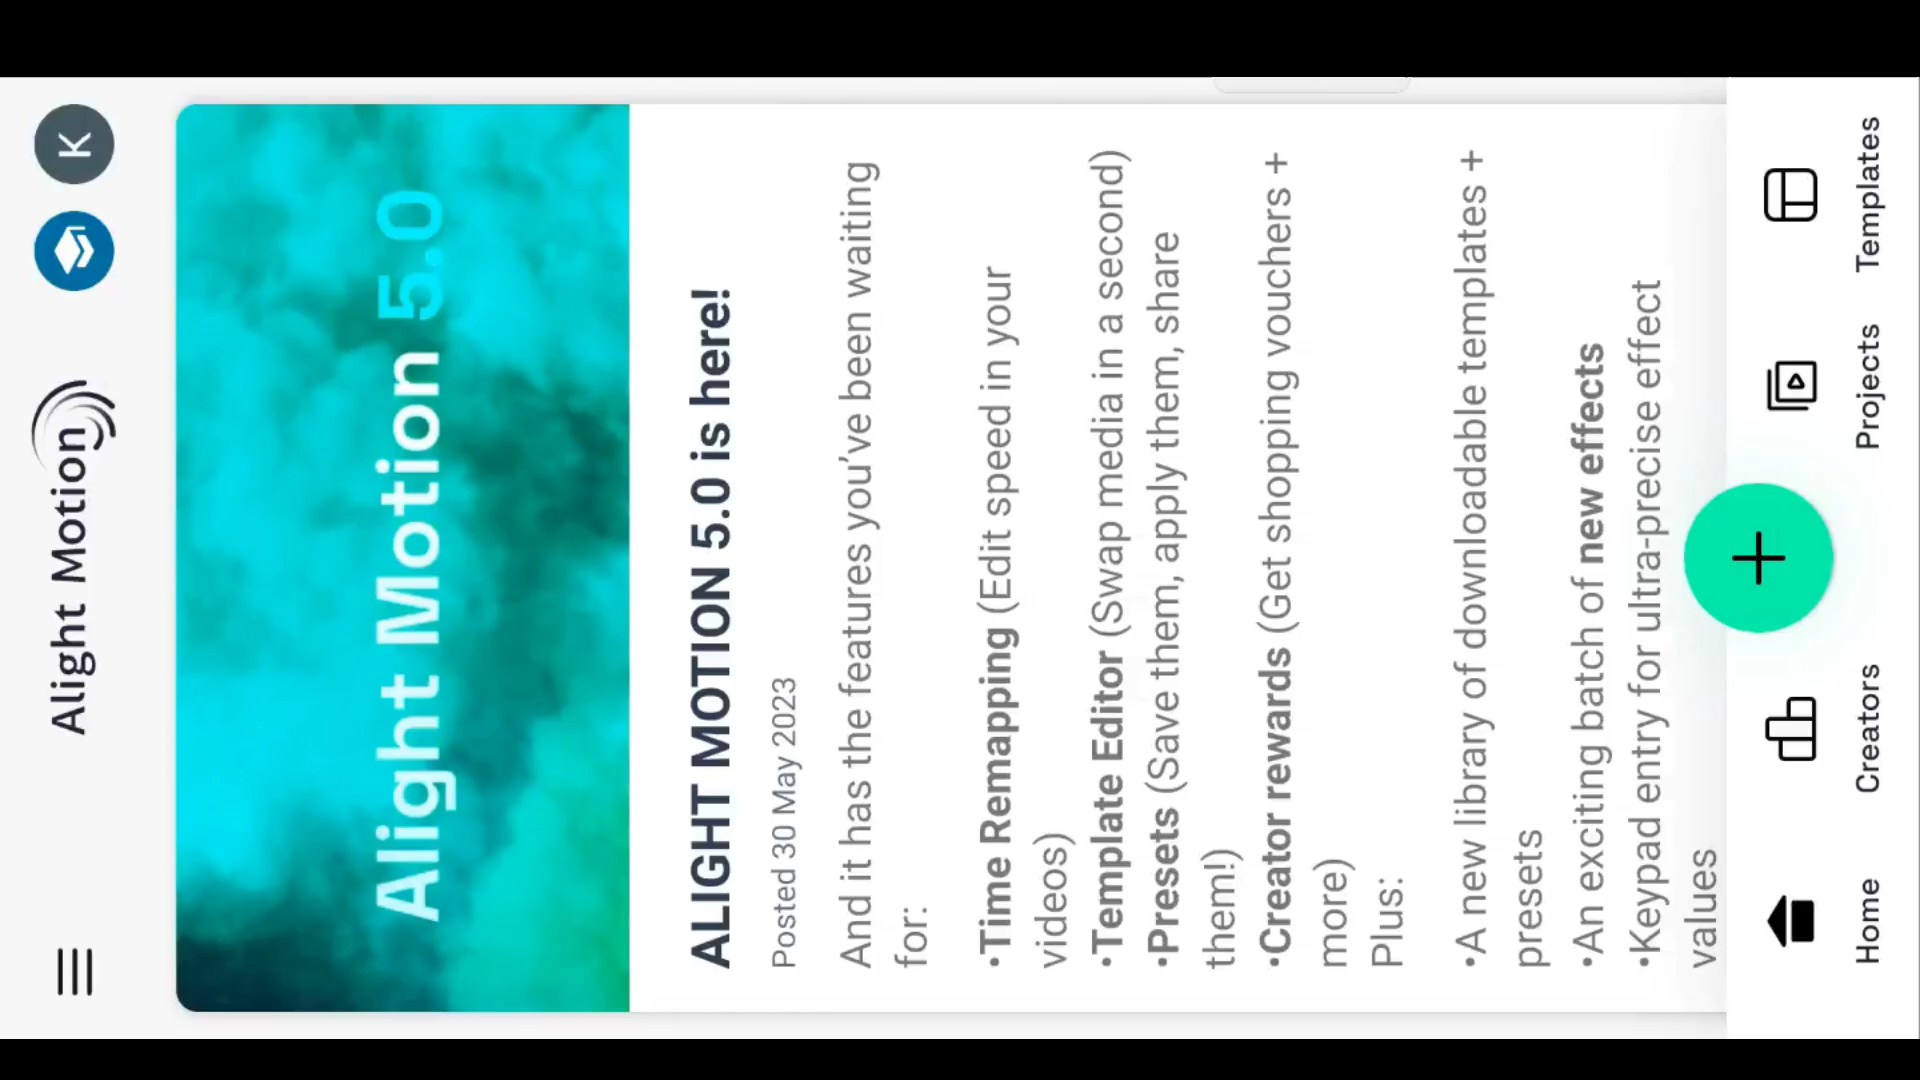 Alight Motion
K
Alight Motion 5.0
ALIGHT MOTION 5.0 is here!
Posted 30 May 2023
And it has the features you've been waiting
for:
•Time Remapping (Edit speed in your
videos)
•Template Editor (Swap media in a second)
•Presets (Save them, apply them, share
them!)
•Creator rewards (Get shopping vouchers +
more)
Plus:
•A new library of downloadable templates +
presets
•An exciting batch of new effects
•Keypad entry for ultra-precise effect
values
Home
Creators
Projects
Templates